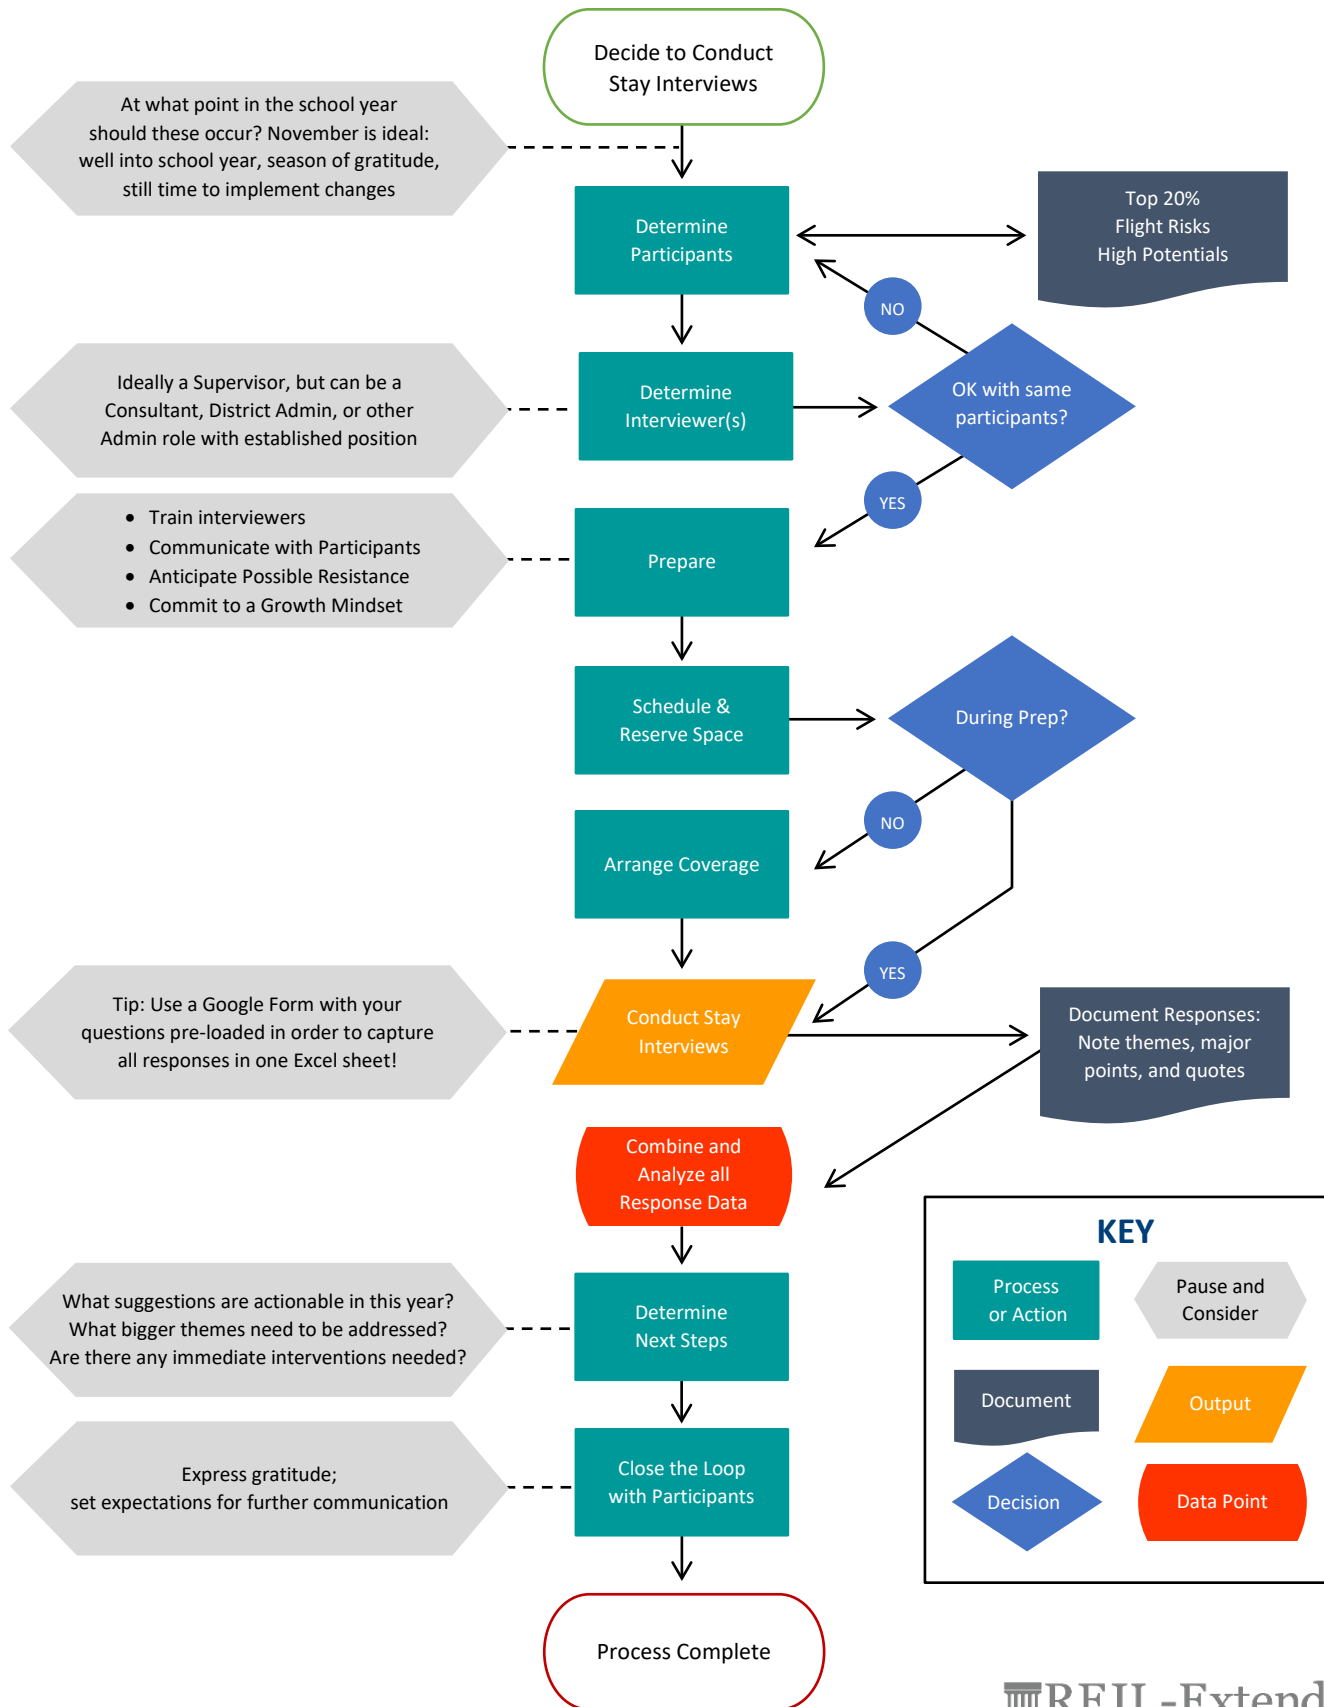 Decide to Conduct
Stay Interviews
At what point in the school year
should these occur? November is ideal:
well into school year, season of gratitude,
still time to implement changes
Determine
Participants
Top 20%
Flight Risks
High Potentials
NO
Ideally a Supervisor, but can be a
Consultant, District Admin, or other
Admin role with established position
Determine
Interviewer(s)
OK with same
participants?
YES
• Train interviewers
• Communicate with Participants
• Anticipate Possible Resistance
• Commit to a Growth Mindset
Prepare
Schedule &
Reserve Space
During Prep?
NO
Arrange Coverage
YES
Tip: Use a Google Form with your
questions pre-loaded in order to capture
all responses in one Excel sheet!
Conduct Stay
Interviews
Document Responses:
Note themes, major
points, and quotes
Combine and
Analyze all
Response Data
What suggestions are actionable in this year?
What bigger themes need to be addressed?
Are there any immediate interventions needed?
Determine
Next Steps
Express gratitude;
set expectations for further communication
Close the Loop
with Participants
Process Complete
KEY
Process
or Action
Pause and
Consider
Document
Output
Decision
Data Point
REIL-Extend